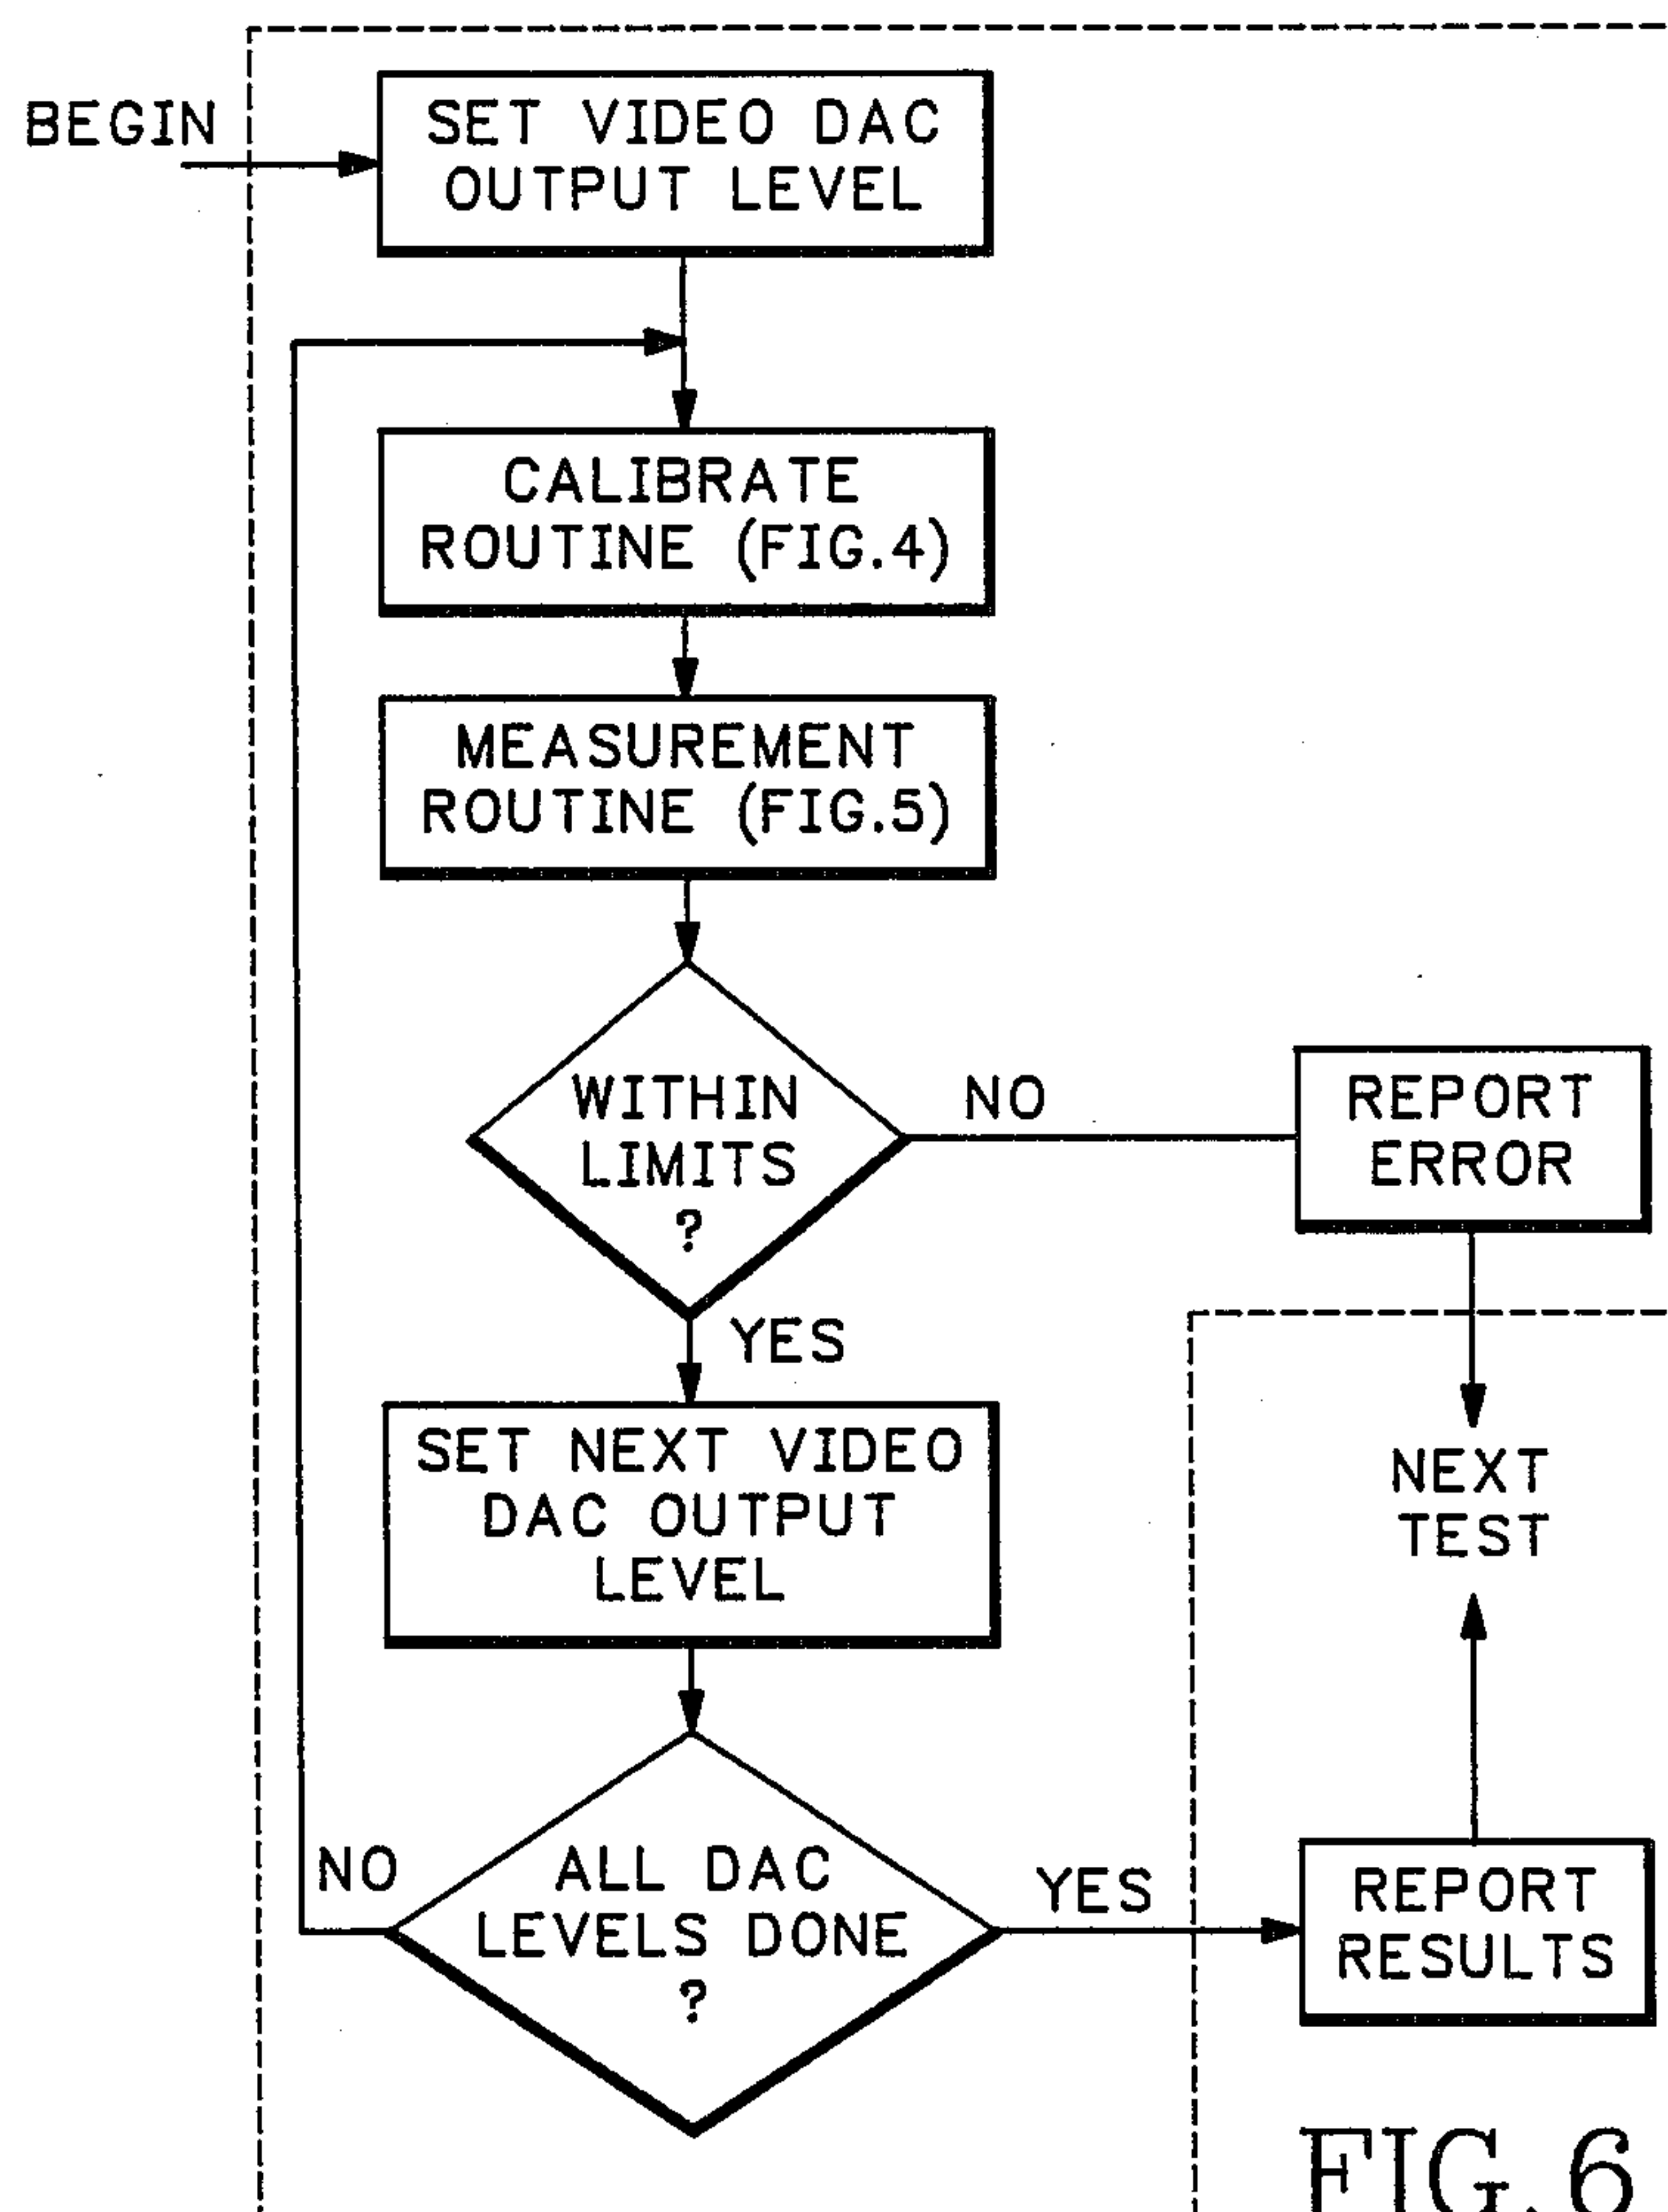 BEGIN
SET VIDEO DAC
OUTPUT LEVEL
CALIBRATE
ROUTINE (FIG.4)
MEASUREMENT
ROUTINE (FIG.5)
WITHIN
LIMITS
?
NO
REPORT
ERROR
YES
SET NEXT VIDEO
DAC OUTPUT
LEVEL
NEXT
TEST
NO
ALL DAC
LEVELS DONE
?
YES
REPORT
RESULTS
FIG.6